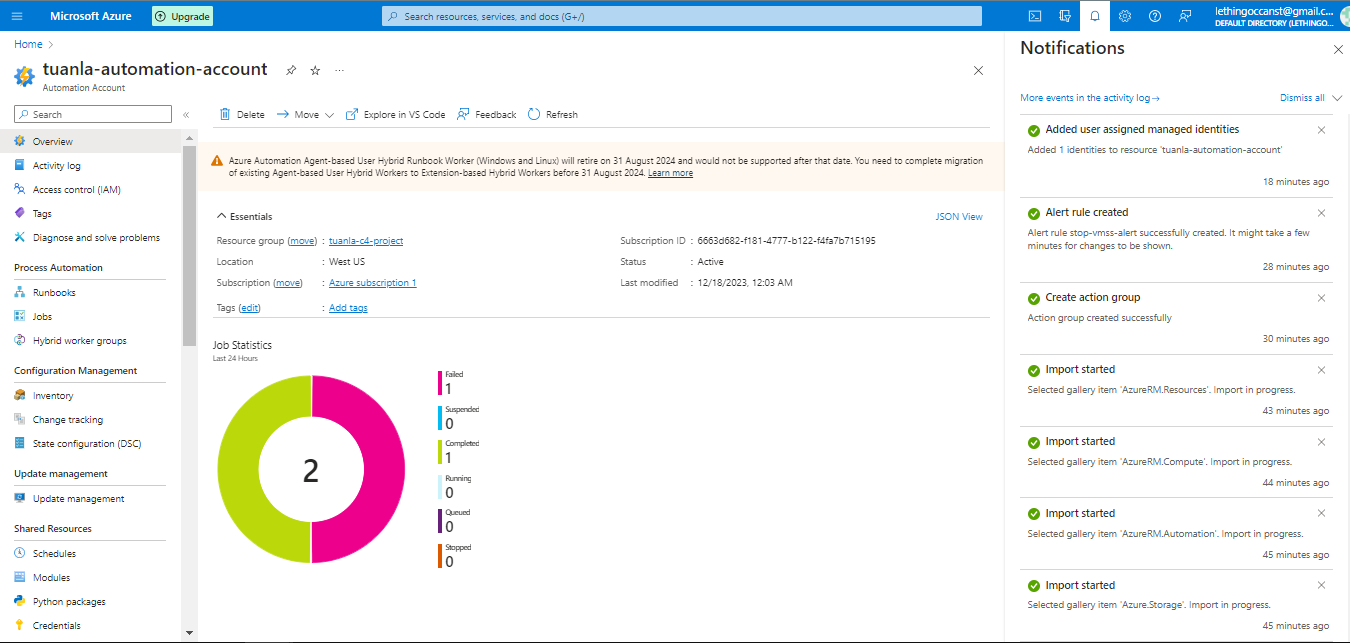 Microsoft Azure
Upgrade
Search resources, services, and docs (G+/)
lethingoccanst@gmail.c...
DEFAULT DIRECTORY (LETHINGO...
Home
tuanla-automation-account
...
Automation Account
Search
«
Overview
Activity log
Access control (IAM)
Tags
Diagnose and solve problems
Process Automation
Runbooks
Jobs
Hybrid worker groups
Configuration Management
Inventory
Change tracking
State configuration (DSC)
Update management
Update management
Shared Resources
Schedules
Modules
Python packages
Credentials
Delete
Move
Explore in VS Code
Feedback
Refresh
Azure Automation Agent-based User Hybrid Runbook Worker (Windows and Linux) will retire on 31 August 2024 and would not be supported after that date. You need to complete migration
of existing Agent-based User Hybrid Workers to Extension-based Hybrid Workers before 31 August 2024. Learn more
Essentials
JSON View
Resource group (move) : tuanla-c4-project
Location : West US
Subscription (move) : Azure subscription 1
Tags (edit) : Add tags
Subscription ID : 6663d682-f181-4777-b122-f4fa7b715195
Status : Active
Last modified : 12/18/2023, 12:03 AM
Job Statistics
Last 24 Hours
2
Failed
1
Suspended
0
Completed
1
Running
0
Queued
0
Stopped
0
Notifications
More events in the activity log→
Dismiss all
Added user assigned managed identities
Added 1 identities to resource 'tuanla-automation-account'
18 minutes ago
Alert rule created
Alert rule stop-vmss-alert successfully created. It might take a few
minutes for changes to be shown.
28 minutes ago
Create action group
Action group created successfully
30 minutes ago
Import started
Selected gallery item 'AzureRM.Resources'. Import in progress.
43 minutes ago
Import started
Selected gallery item 'AzureRM.Compute'. Import in progress.
44 minutes ago
Import started
Selected gallery item 'AzureRM.Automation'. Import in progress.
45 minutes ago
Import started
Selected gallery item 'Azure.Storage'. Import in progress.
45 minutes ago